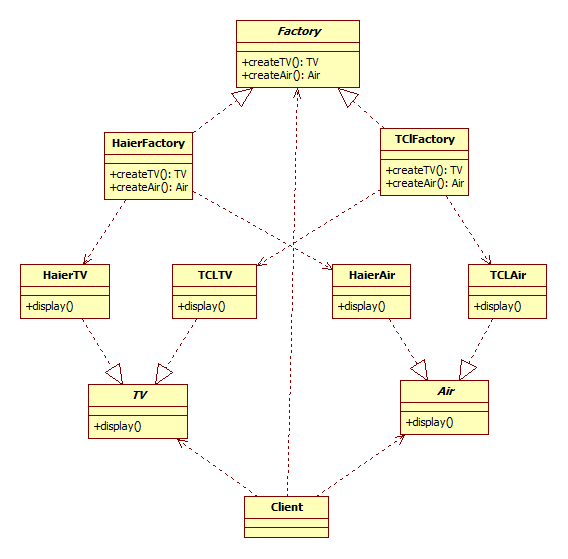 Factory
+createTV(): TV
+createAir(): Air
HaierFactory
+createTV(): TV
+createAir(): Air
TClFactory
+createTV(): TV
+createAir(): Air
HaierTV
+display()
TCLTV
+display()
HaierAir
+display()
TCLAir
+display()
TV
+display()
Air
+display()
Client